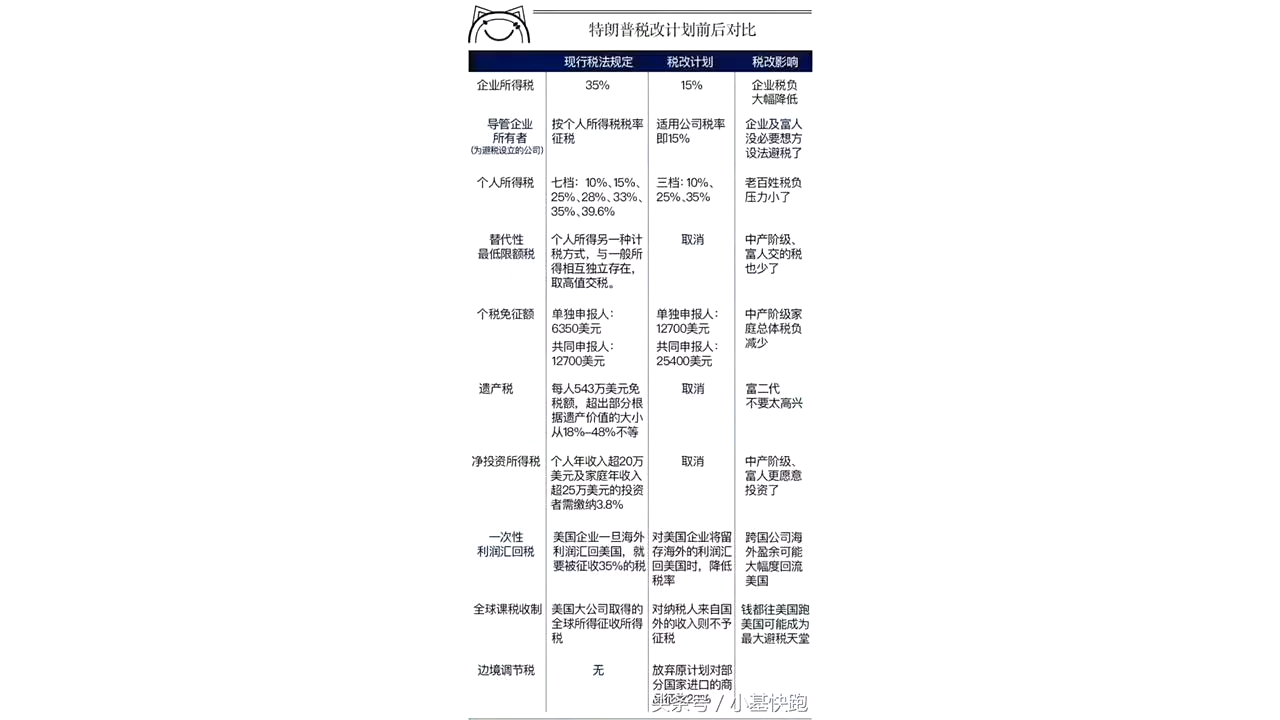 特朗普税改计划前后对比
现行税法规定 税改计划 税改影响
企业所得税 35% 15% 企业税负
大幅降低
导管企业 按个人所得税税率 适用公司税率 企业及富人
所有者 征税 即15% 没必要想方
(为避税设立的公司) 设法避税了
个人所得税 七档：10%、15%、 三档：10%、 老百姓税负
25%、28%、33%、 25%、35% 压力小了
35%、39.6%
替代性 个人所得另一种计 取消 中产阶级、
最低限额税 税方式，与一般所 富人交的税
得相互独立存在， 也少了
取高值交税。
个税免征额 单独申报人： 单独申报人： 中产阶级家
6350美元 12700美元 庭总体税负
共同申报人： 共同申报人： 减少
12700美元 25400美元
遗产税 每人543万美元免 取消 富二代
税额，超出部分根 不要太高兴
据遗产价值的大小
从18%–48%不等
净投资所得税 个人年收入超20万 取消 中产阶级、
美元及家庭年收入 富人更愿意
超25万美元的投资 投资了
者需缴纳3.8%
一次性 美国企业一旦海外 对美国企业将留 跨国公司海
利润汇回税 利润汇回美国，就 存海外的利润汇 外盈余可能
要被征收35%的税 回美国时，降低 大幅度回流
税率 美国
全球课税收制 美国大公司取得的 对纳税人来自国 钱都往美国跑
全球所得征收所得 外的收入则不予 美国可能成为
税 征税 最大避税天堂
边境调节税 无 放弃原计划对部
分国家进口的商
头条号 / 小基快跑